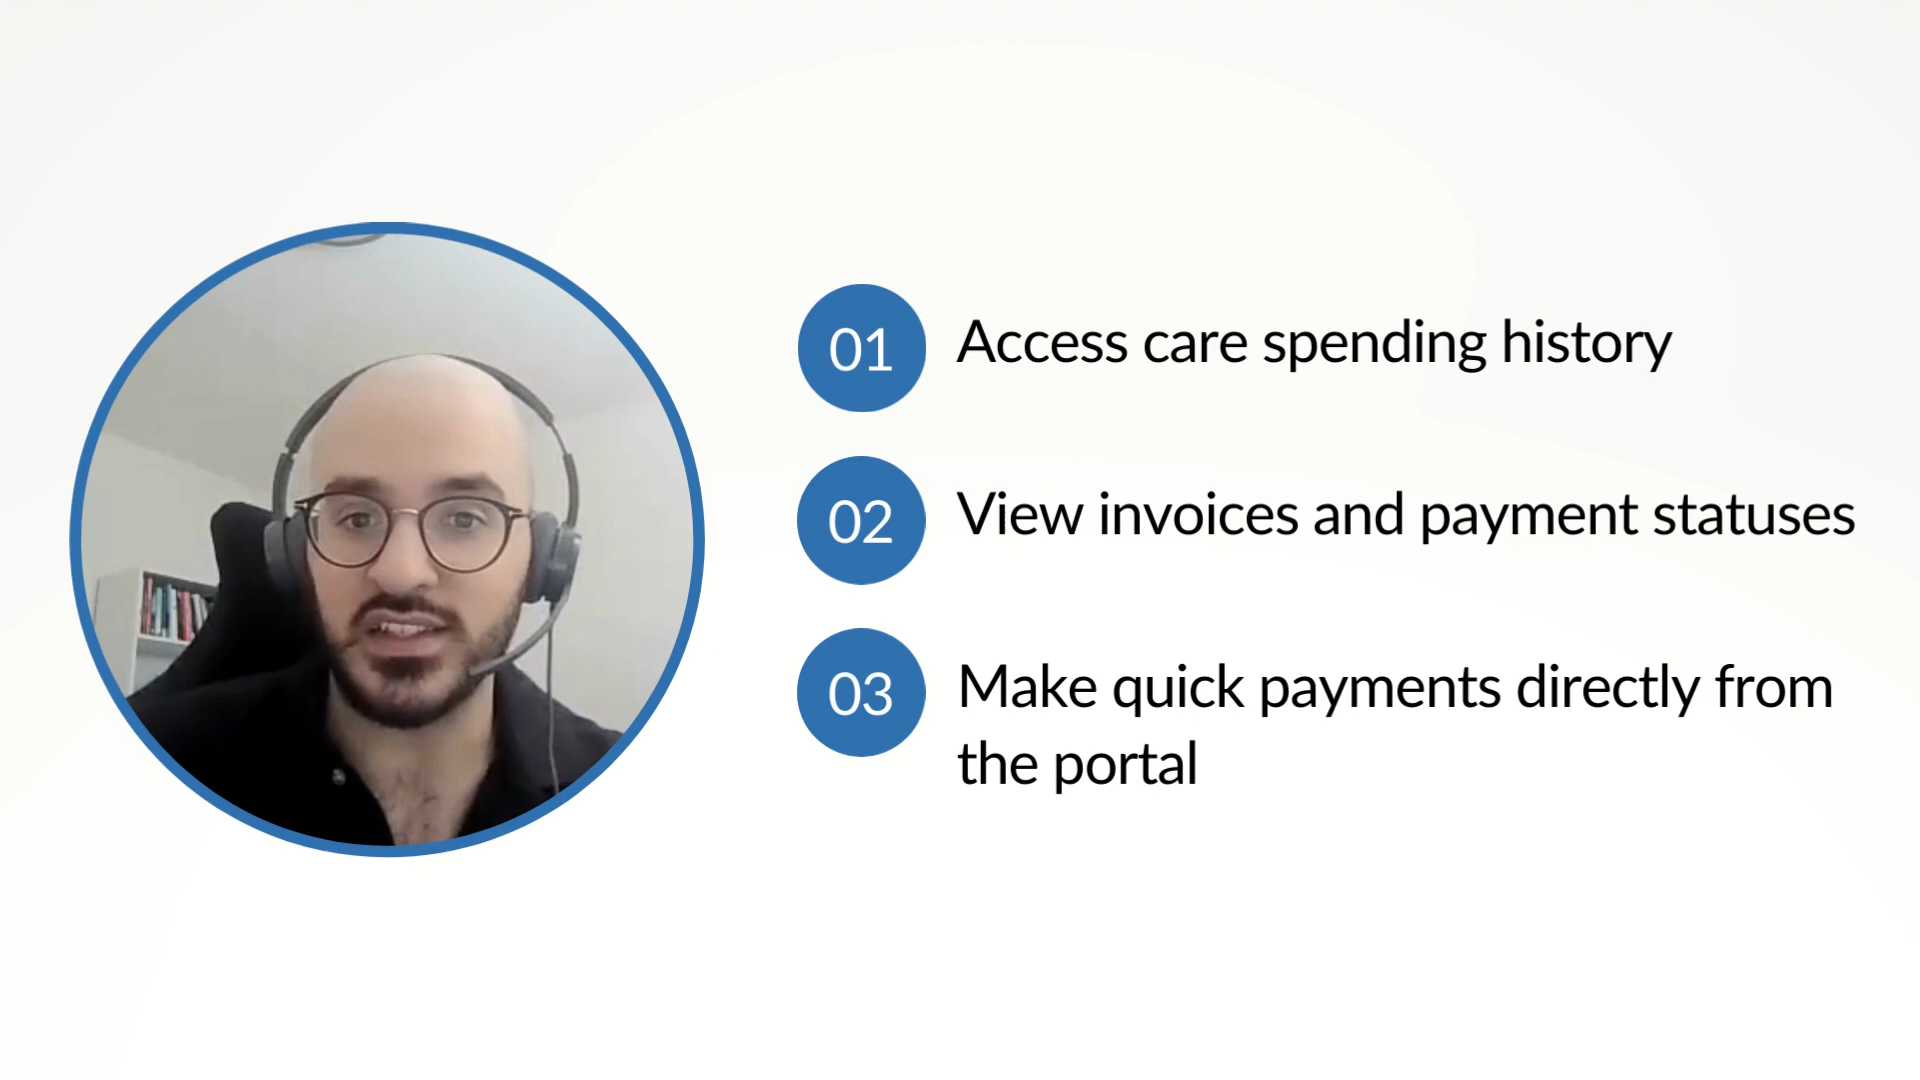 01 Access care spending history
02 View invoices and payment statuses
03 Make quick payments directly from
the portal